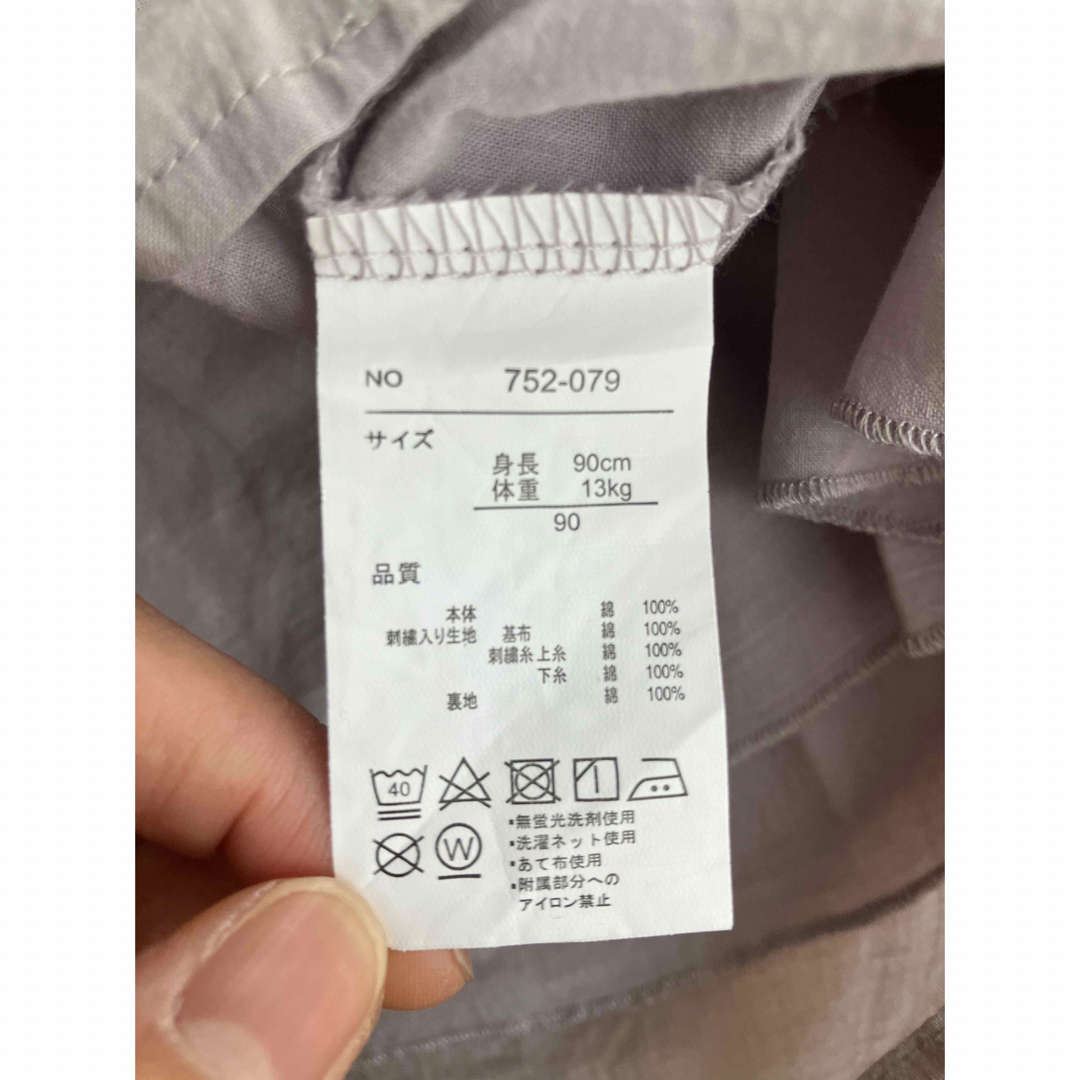 NO 752-079
サイズ
身長 90cm
体重 13kg
90
品質
本体 綿 100%
刺繍入り生地 基布 綿 100%
刺繍糸上糸 綿 100%
下糸 綿 100%
裏地 綿 100%
40
W
・無蛍光洗剤使用
・洗濯ネット使用
・あて布使用
・附属部分への
アイロン禁止